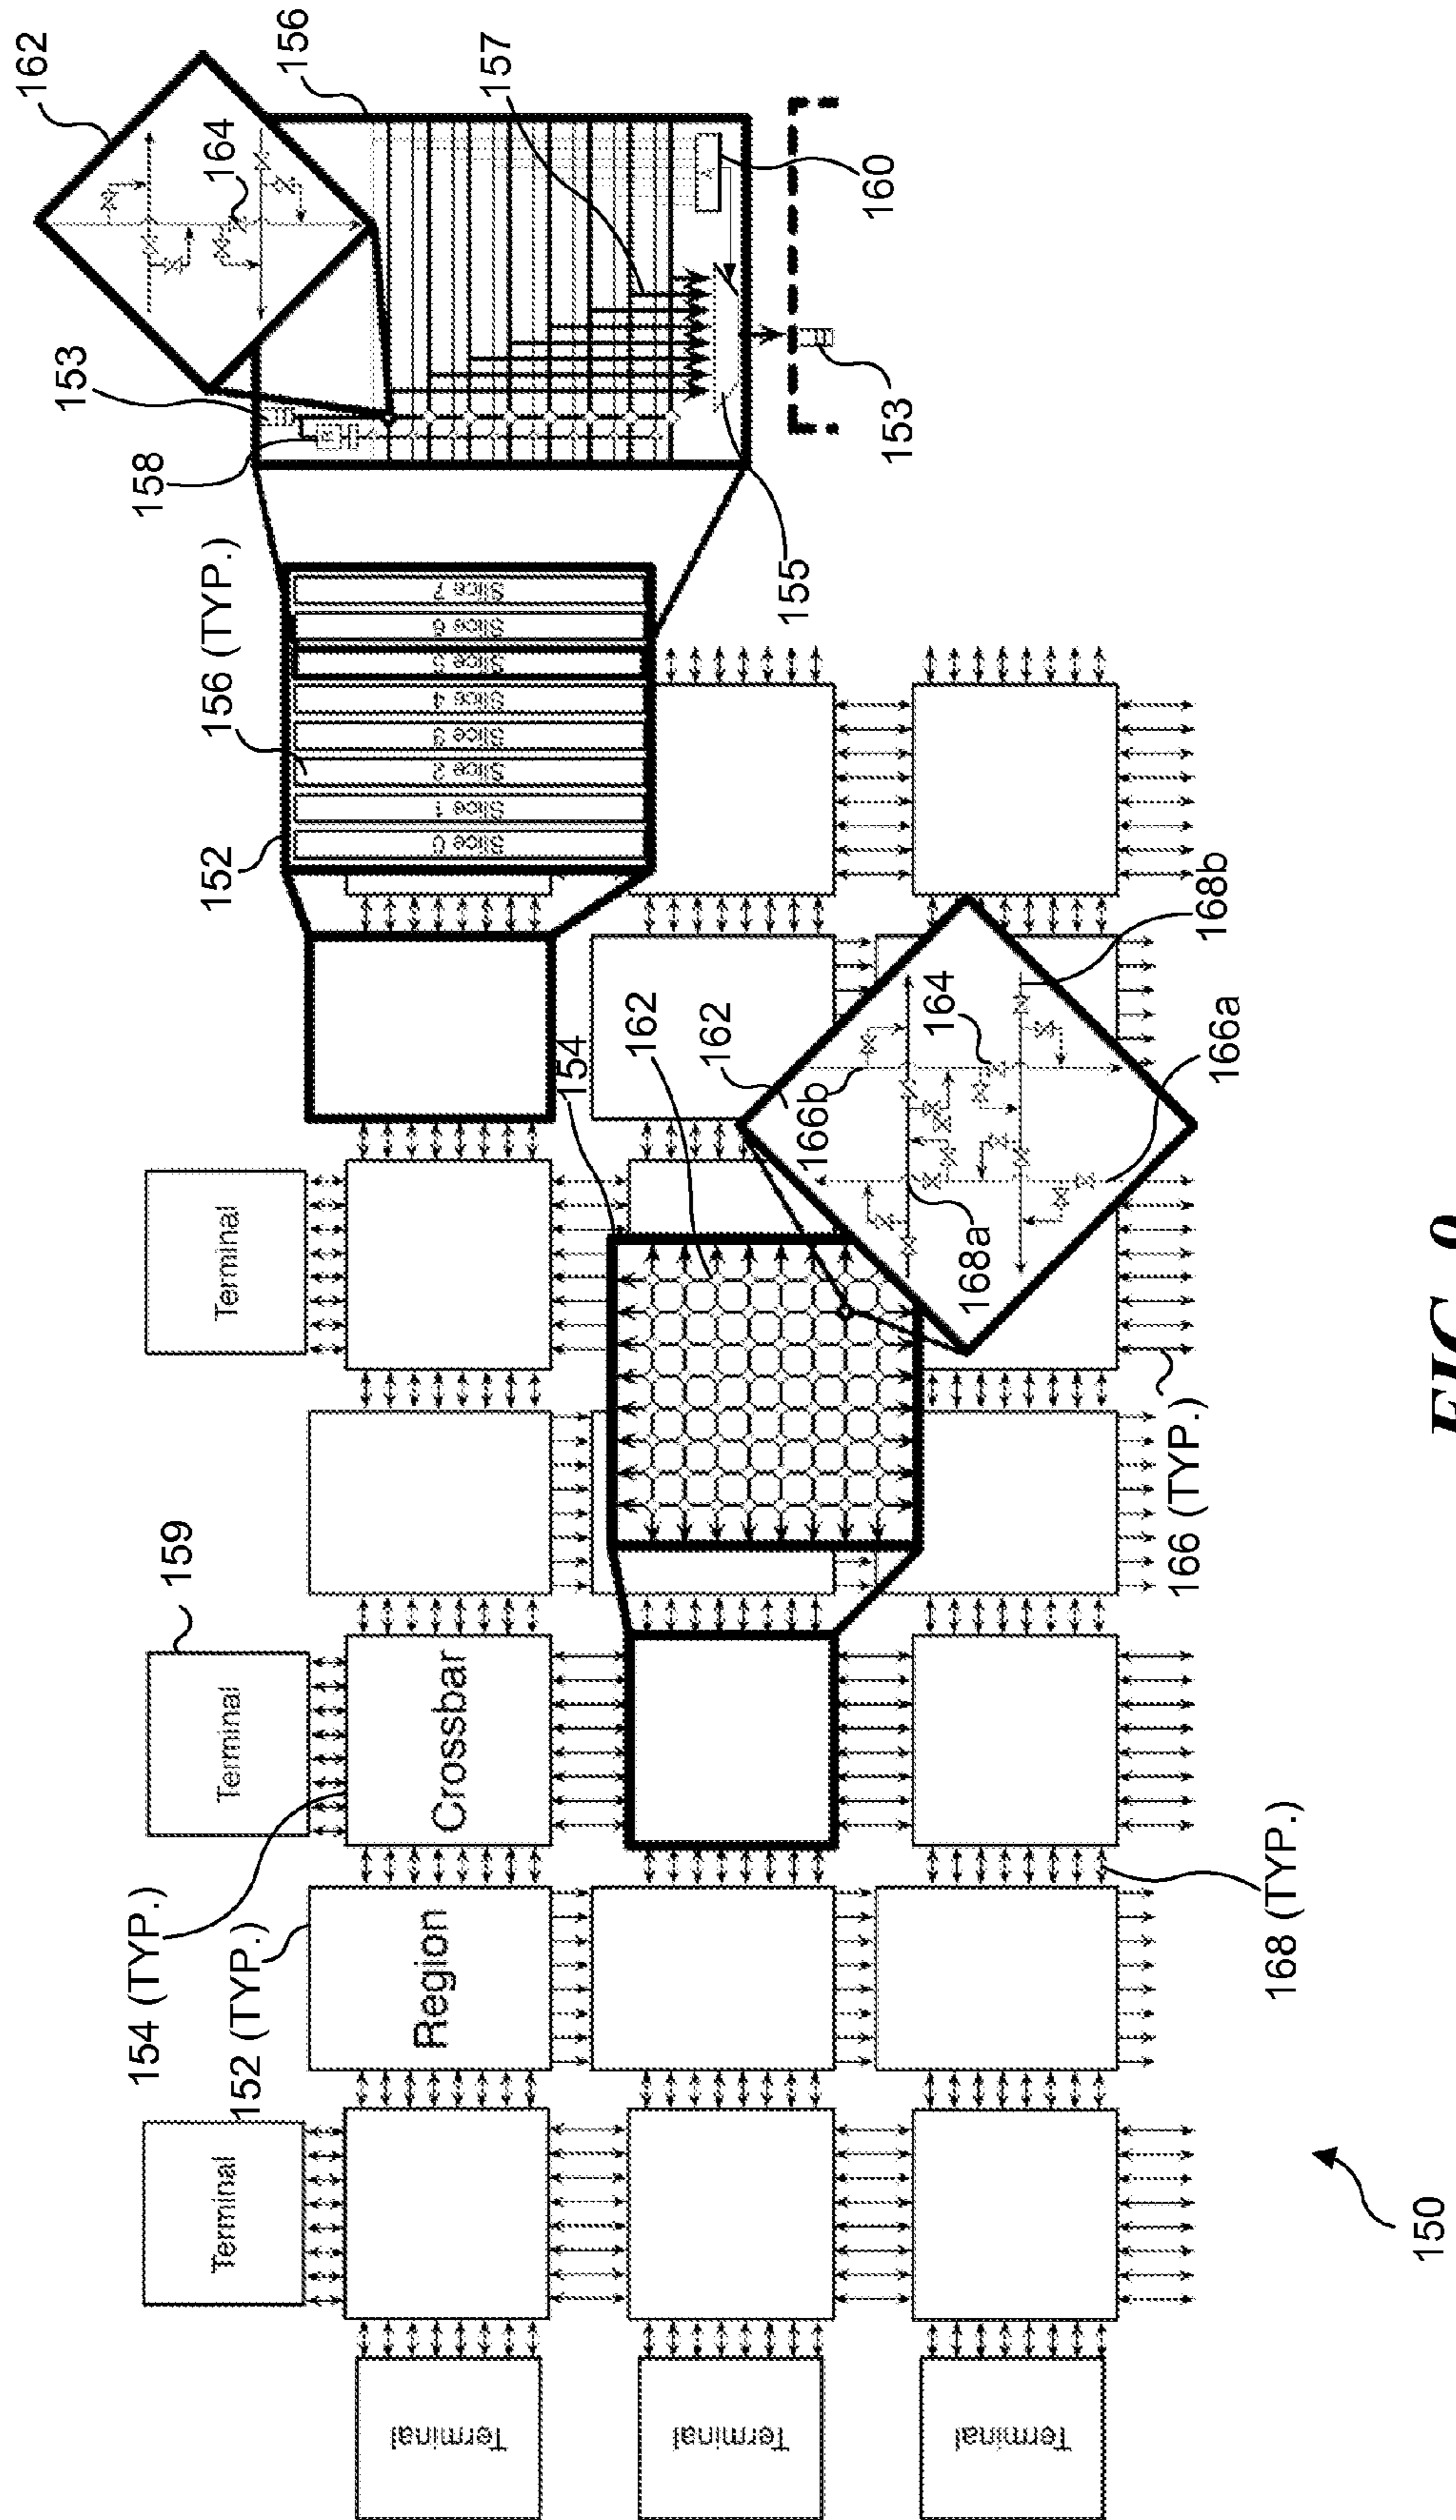 162
156
157
164
153
158
156 (TYP.)
152
159
154 (TYP.)
152 (TYP.)
Terminal
Terminal
Terminal
Region
Crossbar
Slice 0
Slice 1
Slice 2
Slice 3
Slice 4
Slice 5
Slice 6
Slice 7
154
162
162
155
153
160
166b
164
168a
168b
166a
166 (TYP.)
168 (TYP.)
Terminal
Terminal
Terminal
150
FIG. 9